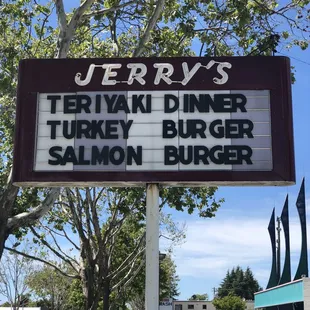 JERRY'S
TERIYAKI DINNER
TURKEY BURGER
SALMON BURGER